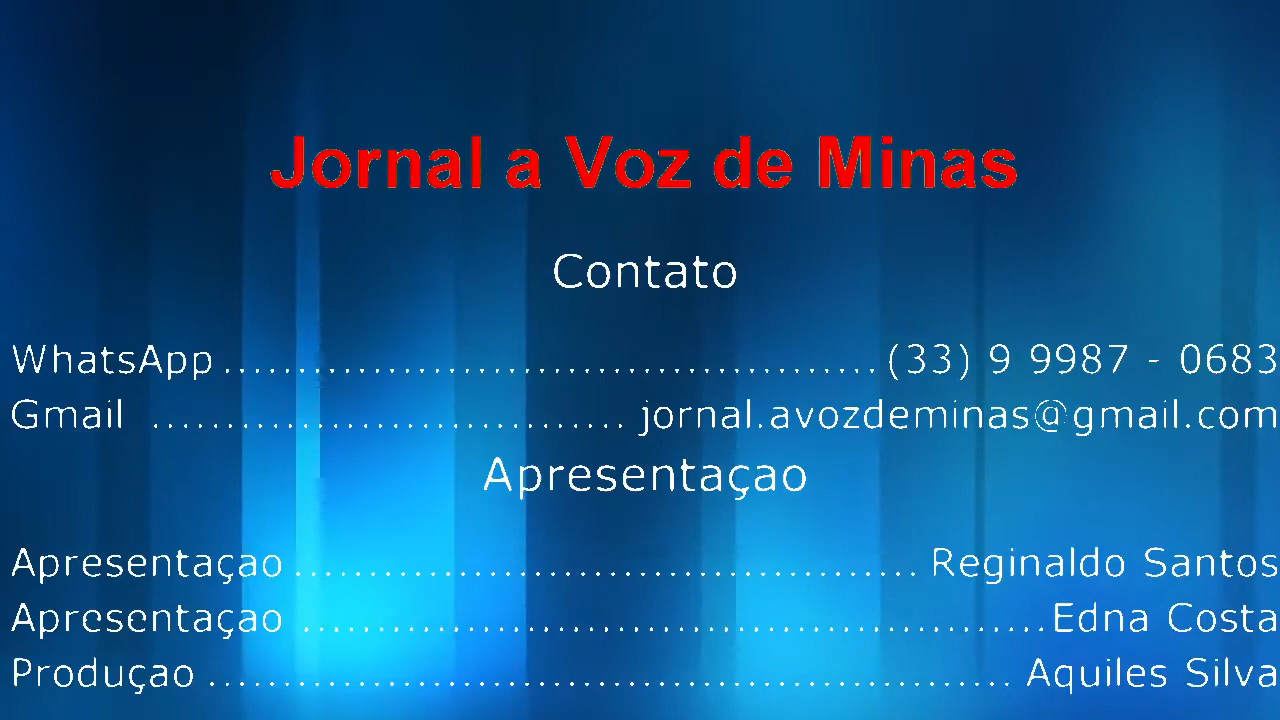 Jornal a Voz de Minas
Contato
WhatsApp ............................................ (33) 9 9987 - 0683
Gmail ................................ jornal.avozdeminas@gmail.com
Apresentaçao
Apresentaçao .......................................... Reginaldo Santos
Apresentaçao .................................................. Edna Costa
Produçao ...................................................... Aquiles Silva